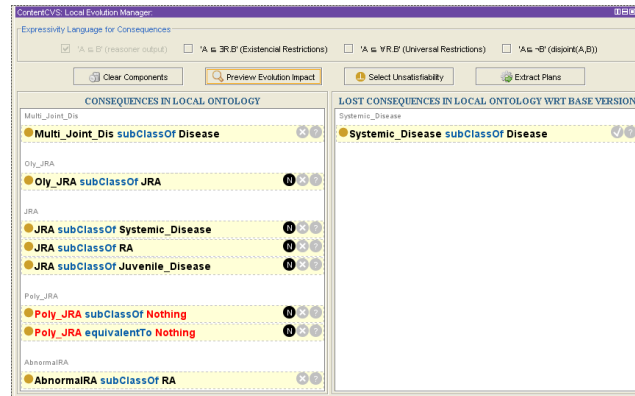 ContentCVS: Local Evolution Manager:
Expressivity Language for Consequences
'A ⊑ B' (reasoner output)
'A ⊑ ∃R.B' (Existencial Restrictions)
'A ⊑ ∀R.B' (Universal Restrictions)
'A⊑ ¬B' (disjoint(A,B))
Clear Components
Preview Evolution Impact
Select Unsatisfiability
Extract Plans
CONSEQUENCES IN LOCAL ONTOLOGY
Multi_Joint_Dis
Multi_Joint_Dis subClassOf Disease
?
Oly_JRA
Oly_JRA subClassOf JRA
N ?
JRA
JRA subClassOf Systemic_Disease
N ?
JRA subClassOf RA
N ?
JRA subClassOf Juvenile_Disease
N ?
Poly_JRA
Poly_JRA subClassOf Nothing
N ?
Poly_JRA equivalentTo Nothing
N ?
AbnormalRA
AbnormalRA subClassOf RA
?
LOST CONSEQUENCES IN LOCAL ONTOLOGY WRT BASE VERSION
Systemic_Disease
Systemic_Disease subClassOf Disease
?